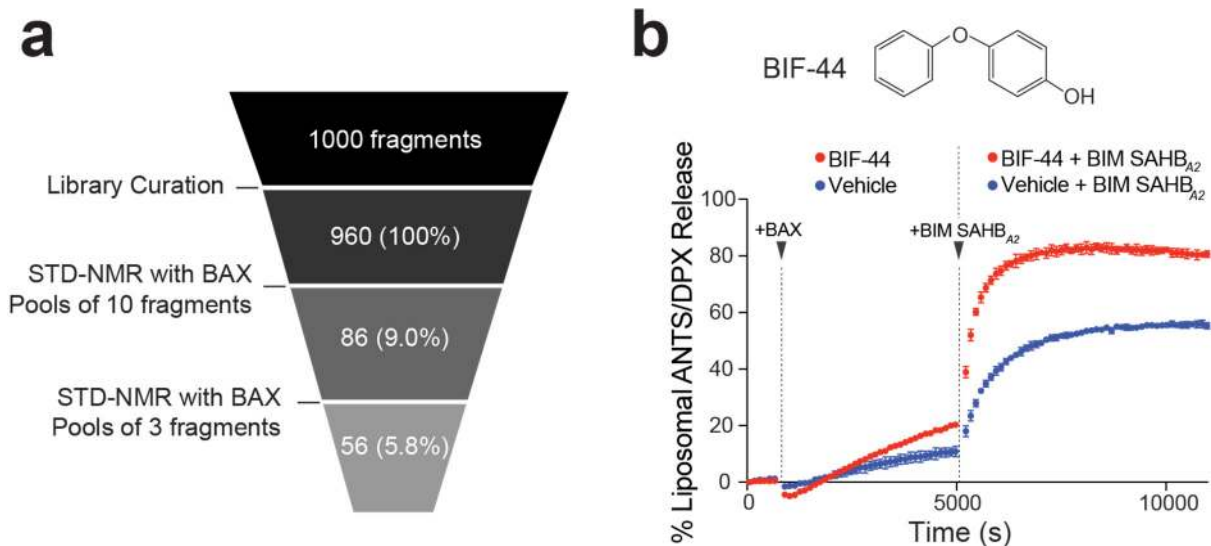 a
1000 fragments
Library Curation
960 (100%)
STD-NMR with BAX
Pools of 10 fragments
86 (9.0%)
STD-NMR with BAX
Pools of 3 fragments
56 (5.8%)
b
BIF-44
O
OH
BIF-44
Vehicle
BIF-44 + BIM SAHBA2
Vehicle + BIM SAHBA2
% Liposomal ANTS/DPX Release
100
80
60
40
20
0
+BAX
+BIM SAHBA2
0
5000
10000
Time (s)